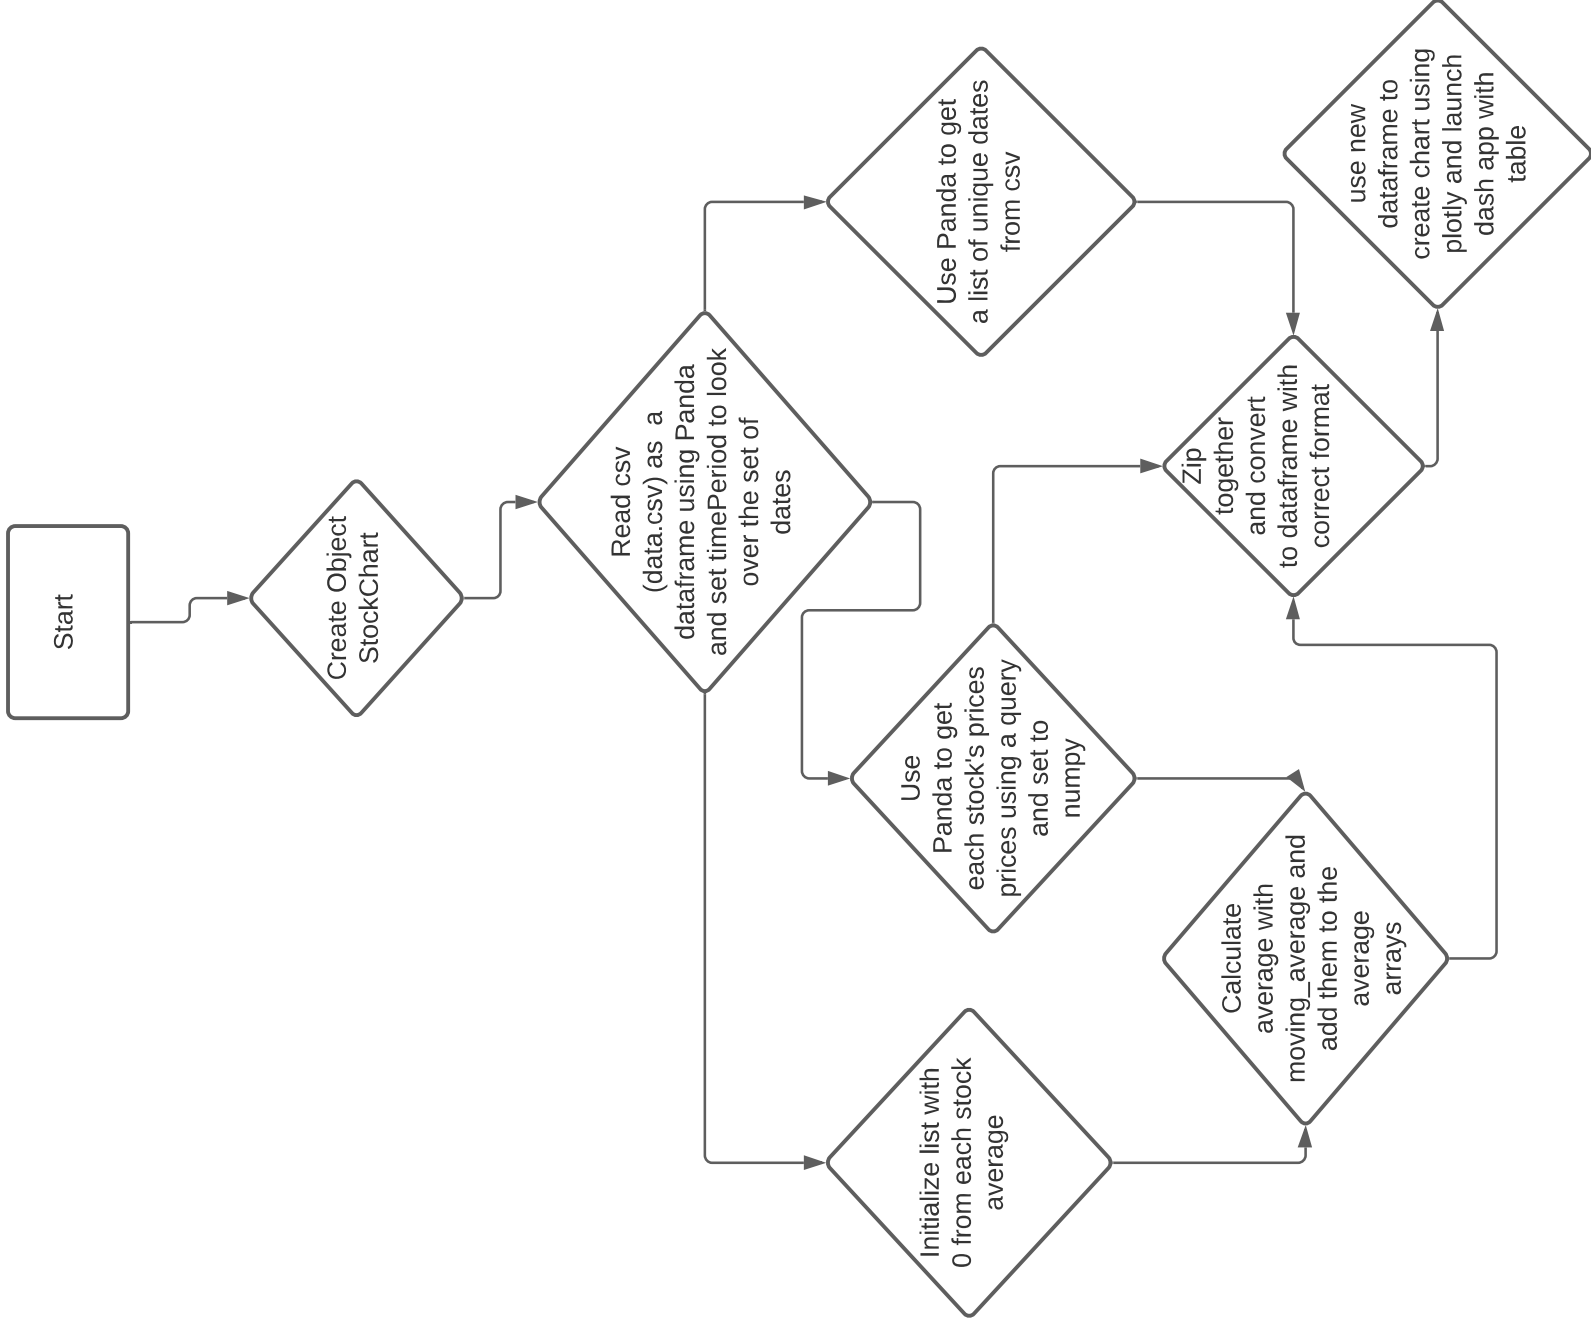 Start
Create Object
StockChart
Read csv
(data.csv) as  a
dataframe using Panda
and set timePeriod to look
over the set of
dates
Initialize list with
0 from each stock
average
Use
Panda to get
each stock's prices
prices using a query
and set to
numpy
Use Panda to get
a list of unique dates
from csv
Calculate
average with
moving_average and
add them to the
average
arrays
Zip
together
and convert
to dataframe with
correct format
use new
dataframe to
create chart using
plotly and launch
dash app with
table